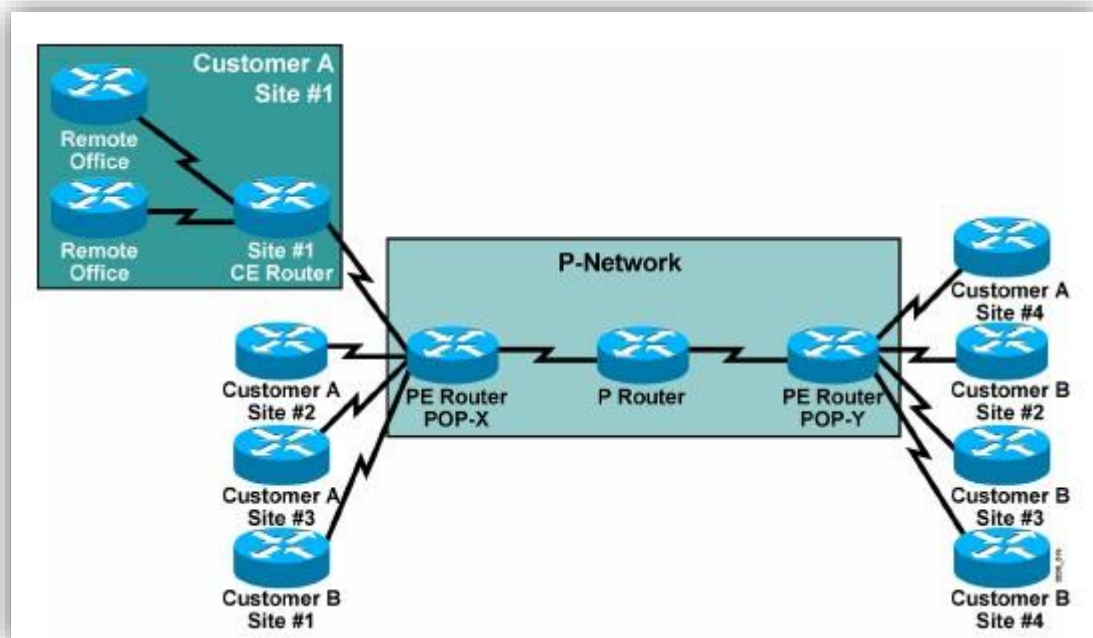 Customer A
Site #1
Remote
Office
Remote
Office
Site #1
CE Router
P-Network
Customer A
Site #2
Customer A
Site #3
Customer B
Site #1
PE Router
POP-X
P Router
PE Router
POP-Y
Customer A
Site #4
Customer B
Site #2
Customer B
Site #3
Customer B
Site #4